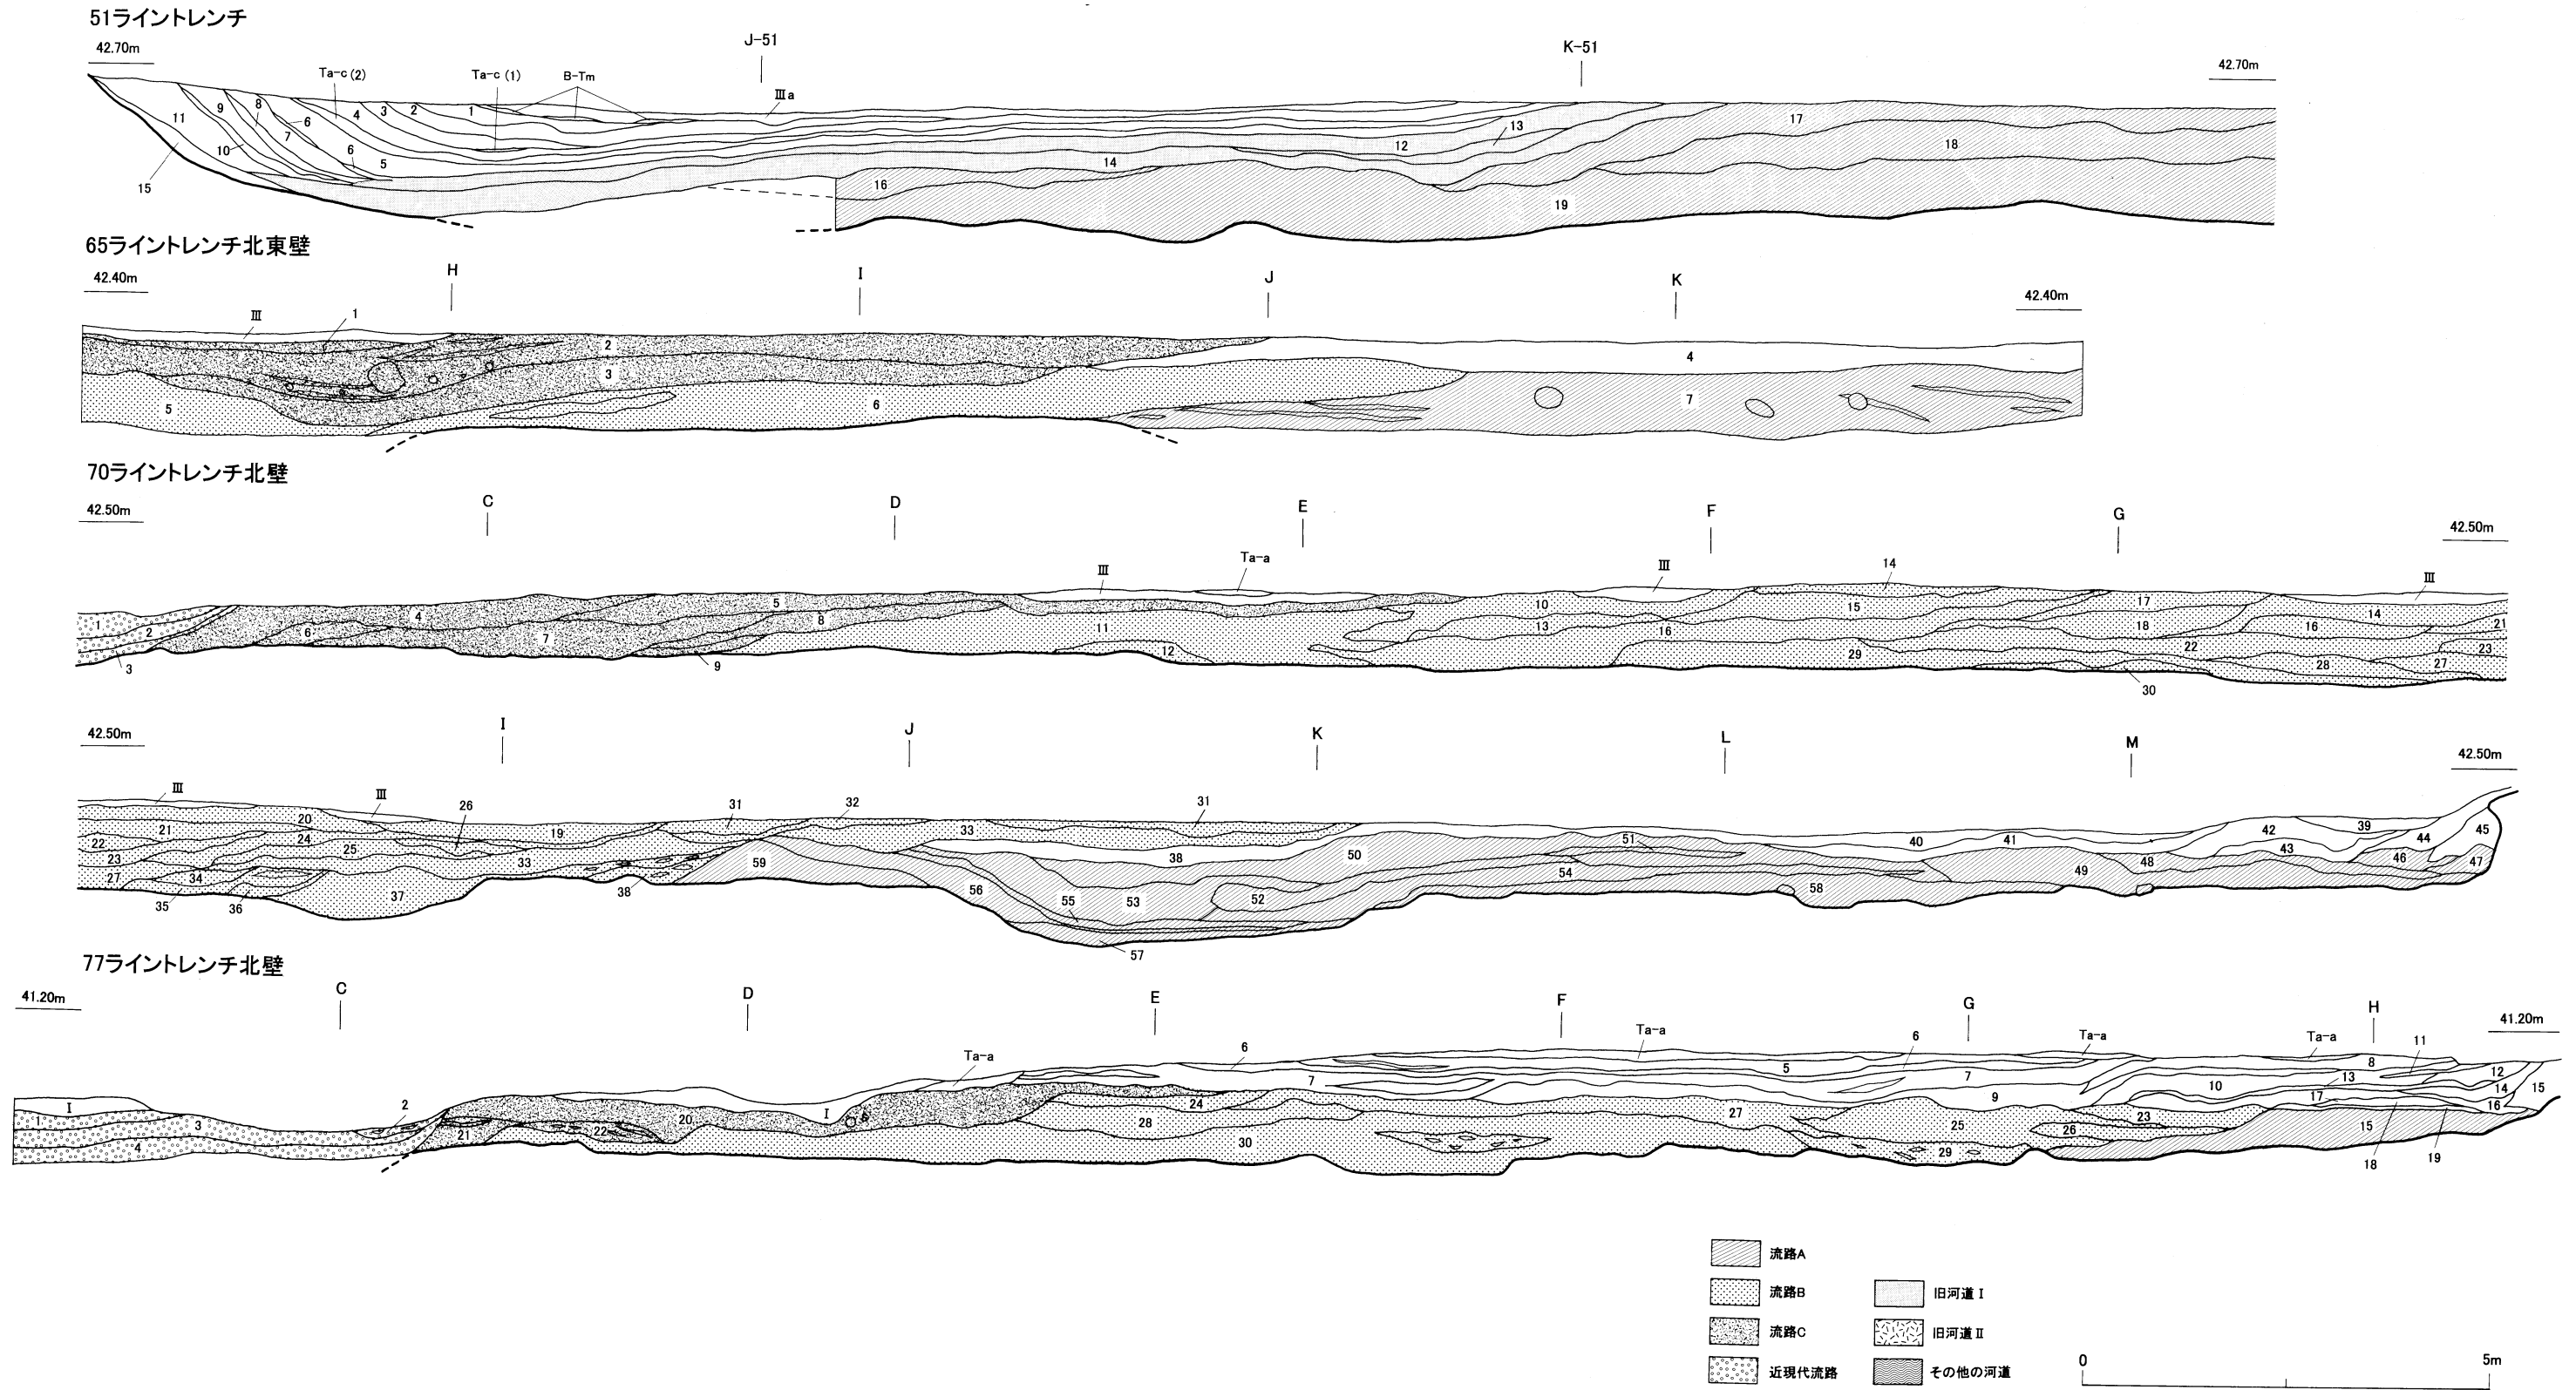 51ライントレンチ
42.70m J-51 K-51 42.70m
Ta-c (2) Ta-c (1) B-Tm Ⅲa
11 9 8 6 4 3 2 1
10 7 6 5 15
12 13 14 16 17 18 19
65ライントレンチ北東壁
42.40m H I J K 42.40m
Ⅲ 1
2 3 4 5 6 7
70ライントレンチ北壁
42.50m C D E F G 42.50m
Ⅲ Ta-a Ⅲ 14 Ⅲ
1 2 4 5 10 15 17 14
3 6 7 8 11 13 16 18 16 21
9 12 29 22 23
28 27
30
42.50m I J K L M 42.50m
Ⅲ Ⅲ 26 31 32 31
20 19 33 51 40 41 42 39 44 45
21 24 25 38 50 43
22 33 59 54 48 46
23 34 56 52 49 47
27 37 38 55 53 58
35 36
57
77ライントレンチ北壁
41.20m C D E F G H 41.20m
Ta-a 6 Ta-a 6 Ta-a Ta-a 11
7 5 7 8 12
I 2 9 10 13 14 15
1 3 20 I 24 27 23 17 16
4 21 22 28 25 26 15
30 29
18 19
流路A
流路B 旧河道Ⅰ
流路C 旧河道Ⅱ
近現代流路 その他の河道
0 5m